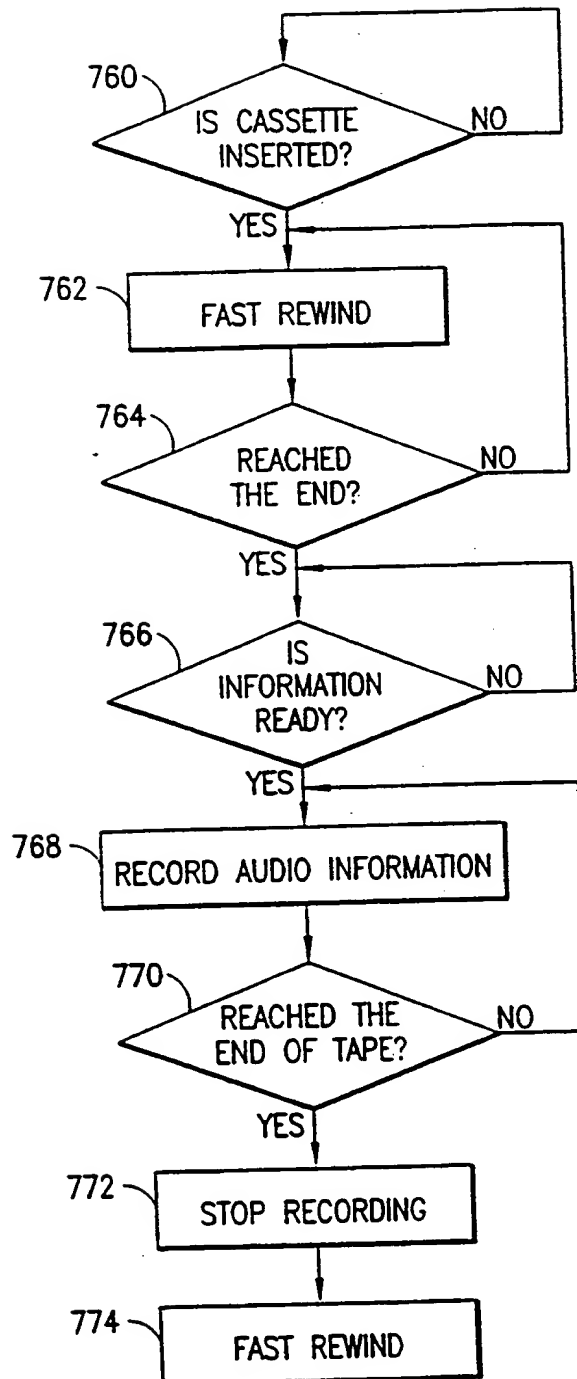 760
IS CASSETTE
INSERTED?
NO
YES
762
FAST REWIND
764
REACHED
THE END?
NO
YES
766
IS
INFORMATION
READY?
NO
YES
768
RECORD AUDIO INFORMATION
770
REACHED THE
END OF TAPE?
NO
YES
772
STOP RECORDING
774
FAST REWIND